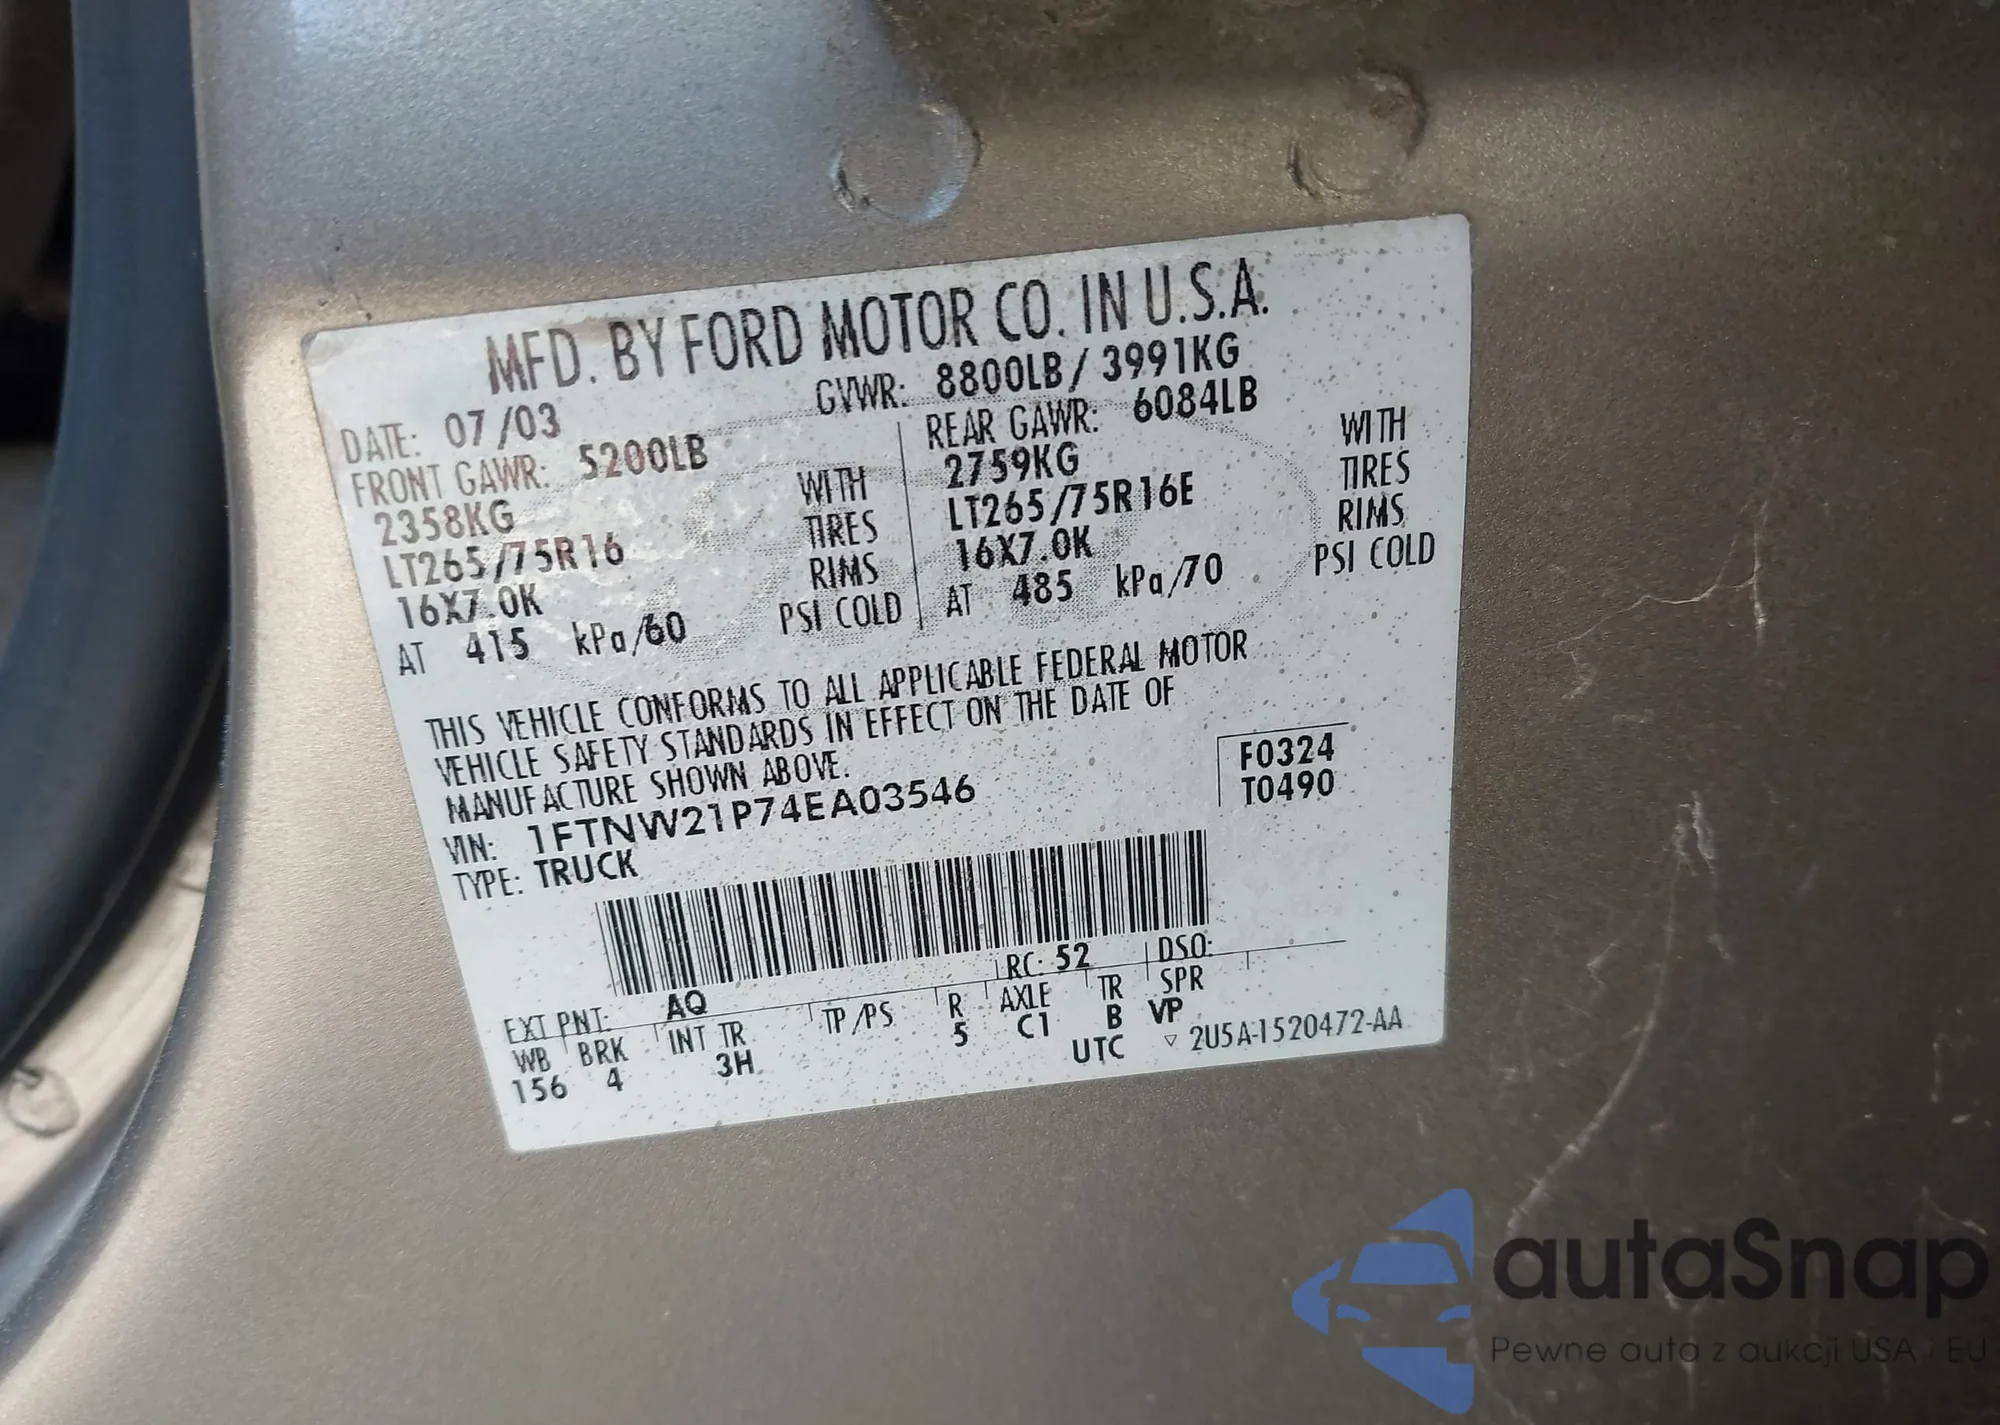 MFD. BY FORD MOTOR CO. IN U.S.A.
DATE: 07/03 GVWR: 8800LB / 3991KG
FRONT GAWR: 5200LB
2358KG WITH
LT265/75R16 TIRES
16X7.0K RIMS
AT 415 kPa/60 PSI COLD
REAR GAWR: 6084LB
2759KG WITH
LT265/75R16E TIRES
16X7.0K RIMS
AT 485 kPa/70 PSI COLD
THIS VEHICLE CONFORMS TO ALL APPLICABLE FEDERAL MOTOR
VEHICLE SAFETY STANDARDS IN EFFECT ON THE DATE OF
MANUFACTURE SHOWN ABOVE.
VIN: 1FTNW21P74EA03546
TYPE: TRUCK
F0324
T0490
EXT PNT: AQ RC: 52 DSO:
WB BRK INT TR TP/PS R AXLE TR SPR
156 4 3H 5 C1 B VP
UTC ▽ 2U5A-1520472-AA
autaSnap
Pewne auta z aukcji USA i EU